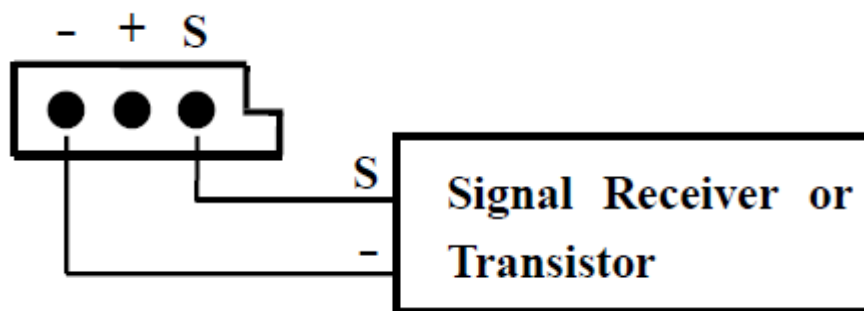 - + S
S
Signal Receiver or
-
Transistor